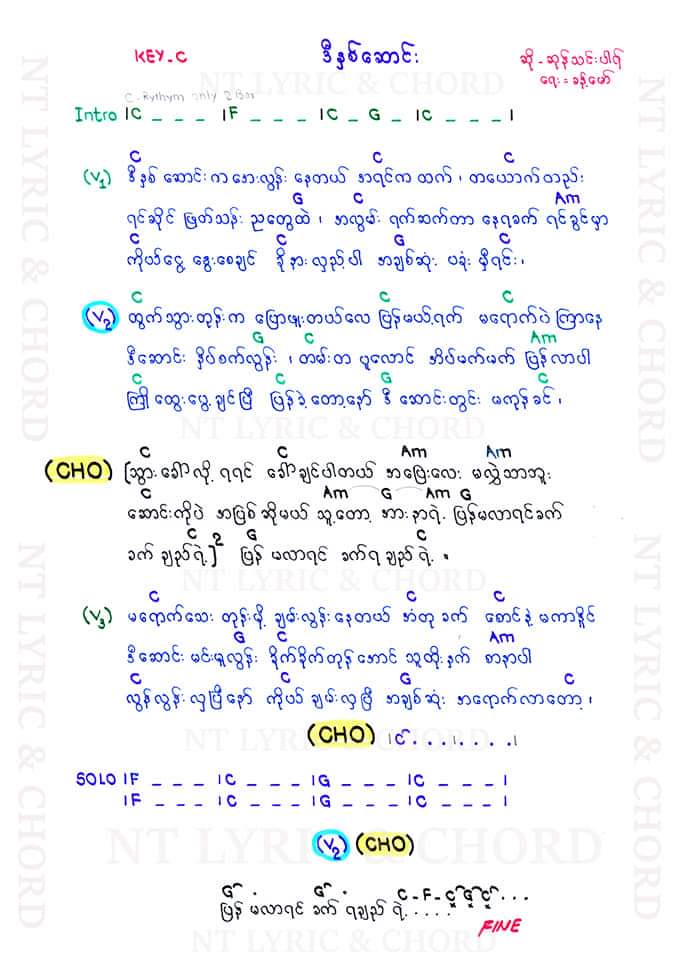 KEY-C
ဒီနှစ်ဆောင်း
ဆို - ဆုန်သင်းပါရ်
ရေး = ခန့်မော်
C-Rythym only 2 Bar
Intro |C _ _ _ |F _ _ _ |C _ G _ |C _ _ _ |
C C C
(V1) ဒီနှစ် ဆောင်းက အေးလွန်း နေတယ် အရင်က ထက် ၊ တယောက်တည်း
G C Am
ရင်ဆိုင် ဖြတ်သန်း ညတွေထဲ ၊ အလွမ်း ရက်ဆက်တာ နေရခက် ရင်ခွင်မှာ
C C G C
ကိုယ်ငွေ့ နွေးစေချင် ခိုနားလှည့်ပါ အချစ်ဆုံး ပခုံး မှီရင်း ၊
C C C
(V2) ထွက်သွားတုန်းက ပြောဖူးတယ်လေ ပြန်မယ့်ရက် မရောက်ပဲ ကြာနေ
G C Am
ဒီဆောင်း နှိပ်စက်လွန်း ၊ တမ်းတ ပူလောင် အိပ်မက်မက် ပြန်လာပါ
C C G C
ကြို ထွေးပွေ့ချင်ပြီ ပြန်ခဲ့တော့နော် ဒီ ဆောင်းတွင်း မကုန်ခင် ၊
C C Am Am
(CHO) [သွားခေါ်လို့ ရရင် ခေါ်ချင်ပါတယ် အပြေးလေး မလွဲသာဘူး
C Am G Am G
ဆောင်းကိုပဲ အပြစ်ဆိုမယ် သူ့တော့ အားနာရဲ့ ပြန်မလာရင်ခက်
C G C
ခက် ချည်ရဲ့]2 ပြန် မလာရင် ခက်ရ ချည် ရဲ့ ။
C C C
(V3) မရောက်သေး တုန်းမို့ ချမ်းလွန်းနေတယ် အတုခက် စောင်နဲ့ မကာနိုင်
G C Am
ဒီဆောင်း မင်းမူလွန်း ခိုက်ခိုက်တုန်အောင် သူထိုးနှက် စာနာပါ
C C G C
လွန်လွန်းလှပြီနော် ကိုယ် ချမ်းလှပြီ အချစ်ဆုံး အရောက်လာတော့ ၊
(CHO) |C . . . . | . . . . |
SOLO |F _ _ _ |C _ _ _ |G _ _ _ |C _ _ _ |
|F _ _ _ |C _ _ _ |G _ _ _ |C _ _ _ |
(V2) (CHO)
G G C - F - C G C . . .
ပြန် မလာရင် ခက် ရချည် ရဲ့ . . . . .
FINE
NT LYRIC & CHORD